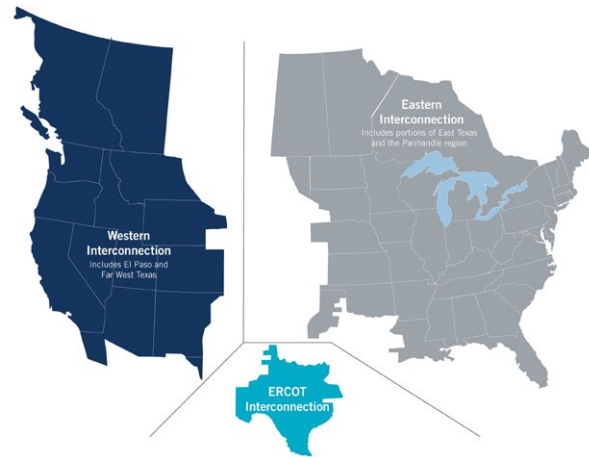 Western
Interconnection
Includes El Paso and
Far West Texas
Eastern
Interconnection
Includes portions of East Texas
and the Panhandle region
ERCOT
Interconnection